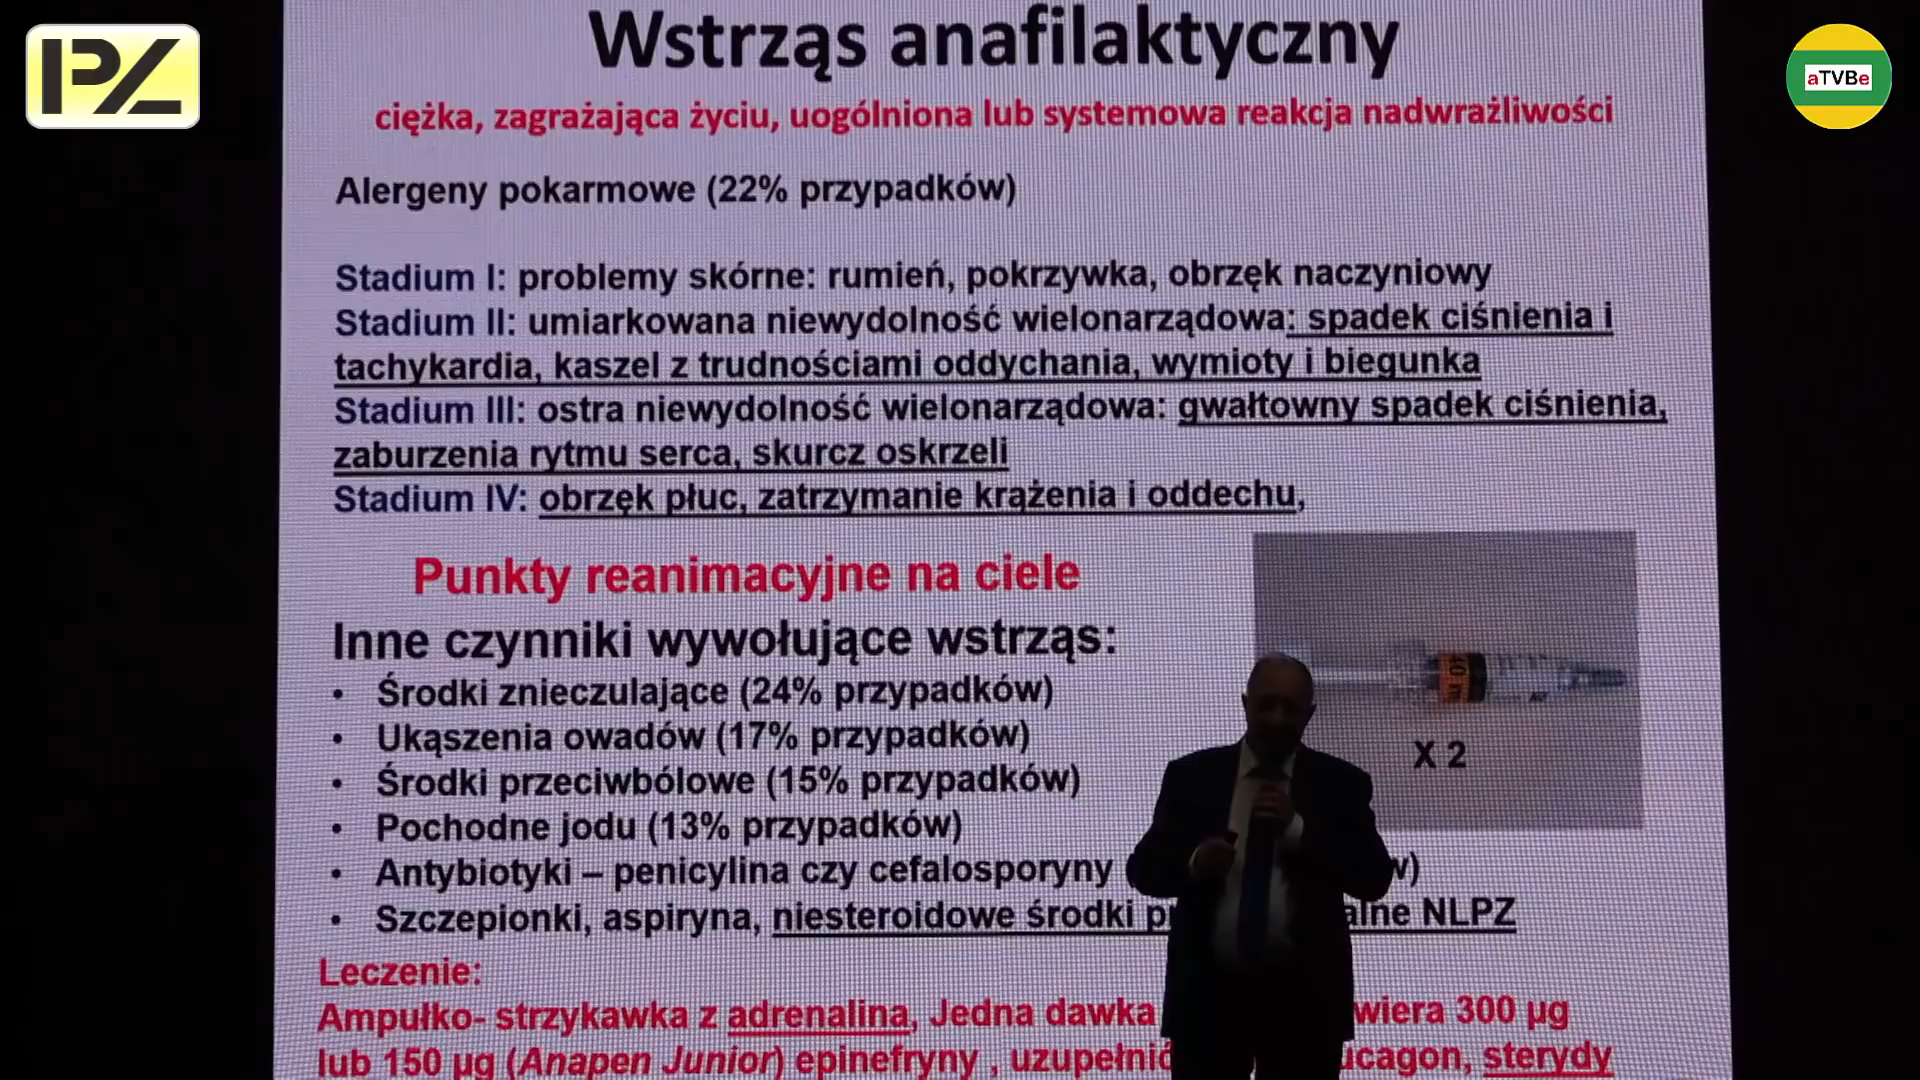 PZ
aTVBe
Wstrząs anafilaktyczny
ciężka, zagrażająca życiu, uogólniona lub systemowa reakcja nadwrażliwości
Alergeny pokarmowe (22% przypadków)
Stadium I: problemy skórne: rumień, pokrzywka, obrzęk naczyniowy
Stadium II: umiarkowana niewydolność wielonarządowa: spadek ciśnienia i
tachykardia, kaszel z trudnościami oddychania, wymioty i biegunka
Stadium III: ostra niewydolność wielonarządowa: gwałtowny spadek ciśnienia,
zaburzenia rytmu serca, skurcz oskrzeli
Stadium IV: obrzęk płuc, zatrzymanie krążenia i oddechu,
Punkty reanimacyjne na ciele
Inne czynniki wywołujące wstrząs:
• Środki znieczulające (24% przypadków)
• Ukąszenia owadów (17% przypadków)
• Środki przeciwbólowe (15% przypadków)
X 2
• Pochodne jodu (13% przypadków)
• Antybiotyki – penicylina czy cefalosporyny
• Szczepionki, aspiryna, niesteroidowe środki NLPZ
Leczenie:
Ampułko- strzykawka z adrenalina, Jedna dawka 300 µg
lub 150 µg (Anapen Junior) epinefryny , sterydy